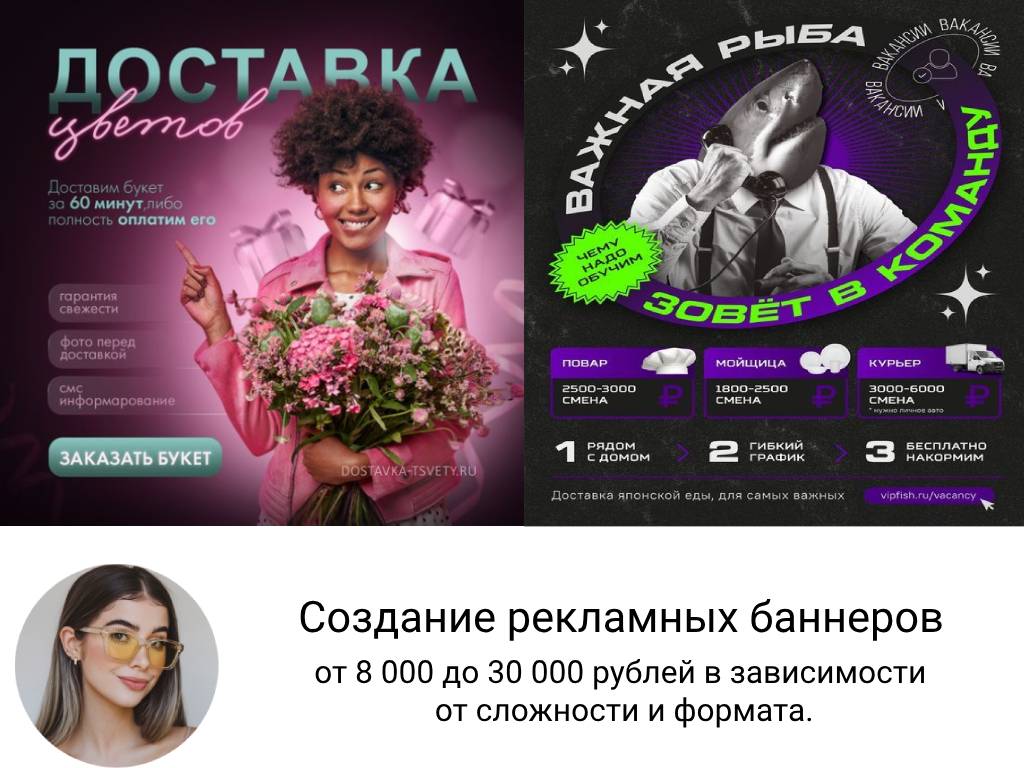 ДОСТАВКА
цветов
Доставим букет
за 60 минут,либо
полность оплатим его
гарантия
свежести
фото перед
доставкой
смс
информарование
ЗАКАЗАТЬ БУКЕТ
DOSTAVKA-TSVETY.RU
ВАЖНАЯ РЫБА
ВАКАНСИИ ВАКАНСИИ ВАКАНСИИ ВА
ЗОВЁТ В КОМАНДУ
ЧЕМУ
НАДО
ОБУЧИМ
ПОВАР
2500-3000
СМЕНА
₽
МОЙЩИЦА
1800-2500
СМЕНА
₽
КУРЬЕР
3000-6000
СМЕНА
* нужно личное авто
₽
1 РЯДОМ
С ДОМОМ
2 ГИБКИЙ
ГРАФИК
3 БЕСПЛАТНО
НАКОРМИМ
Доставка японской еды, для самых важных
vipfish.ru/vacancy
Создание рекламных баннеров
от 8 000 до 30 000 рублей в зависимости
от сложности и формата.